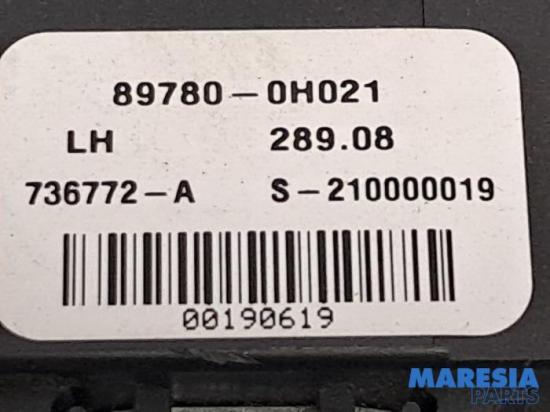 89780-0H021
LH 289.08
736772-A S-210000019
00190619
MARESIA
PARTS